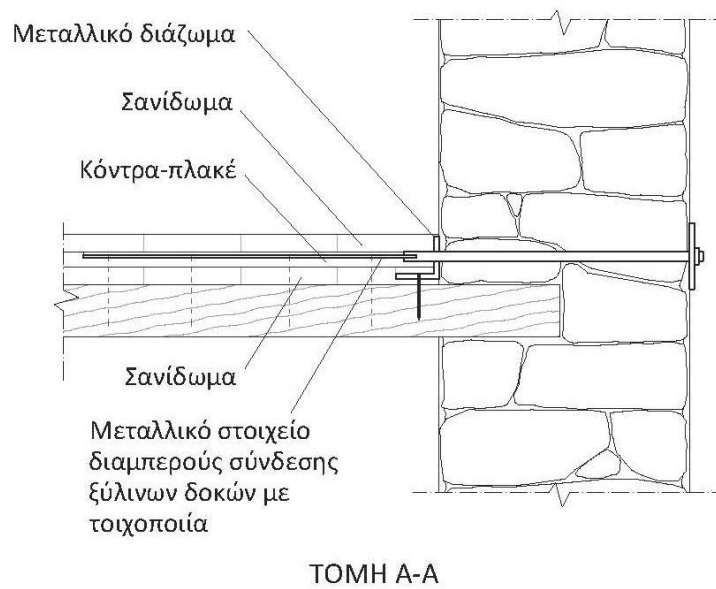 Μεταλλικό διάζωμα
Σανίδωμα
Κόντρα-πλακέ
Σανίδωμα
Μεταλλικό στοιχείο
διαμπερούς σύνδεσης
ξύλινων δοκών με
τοιχοποιία
ΤΟΜΗ Α-Α